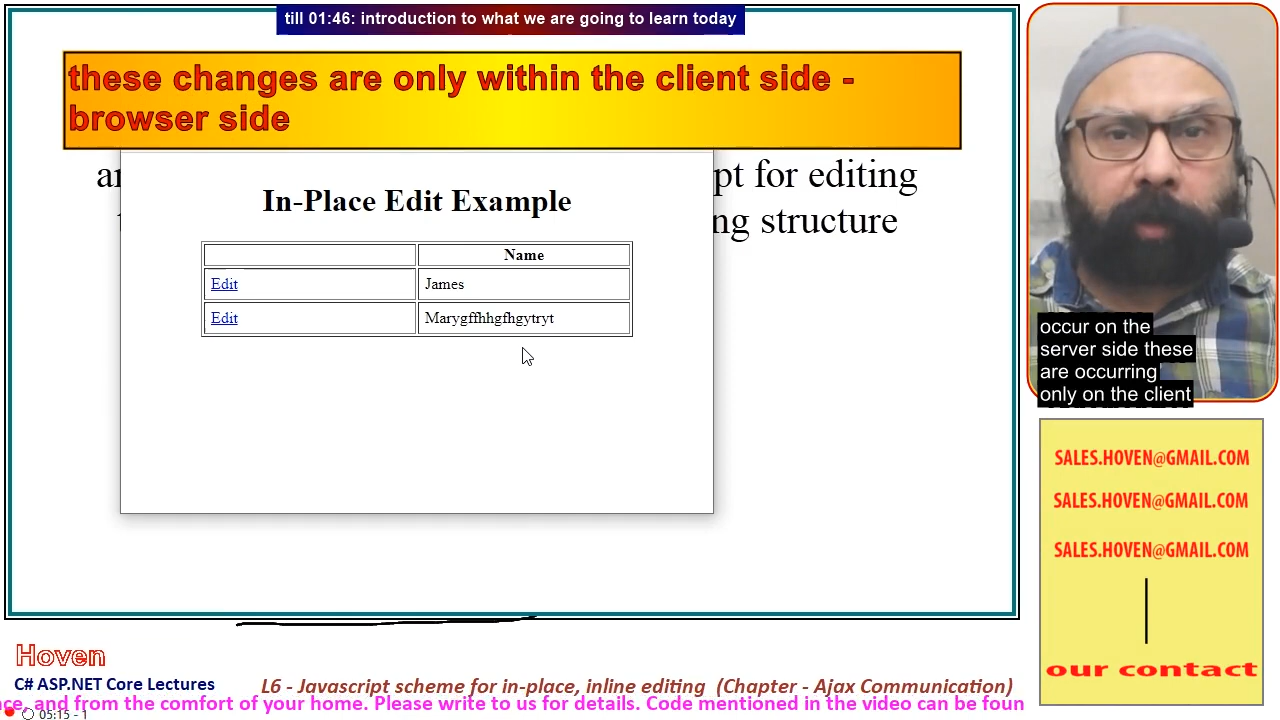 till 01:46: introduction to what we are going to learn today
these changes are only within the client side -
browser side
pt for editing
ng structure
In-Place Edit Example
Name
Edit James
Edit Marygffhhgfhgytryt
occur on the
server side these
are occurring
only on the client
SALES.HOVEN@GMAIL.COM
SALES.HOVEN@GMAIL.COM
SALES.HOVEN@GMAIL.COM
our contact
Hoven
C# ASP.NET Core Lectures
L6 - Javascript scheme for in-place, inline editing (Chapter - Ajax Communication)
ce, and from the comfort of your home. Please write to us for details. Code mentioned in the video can be foun
05:15 - 1